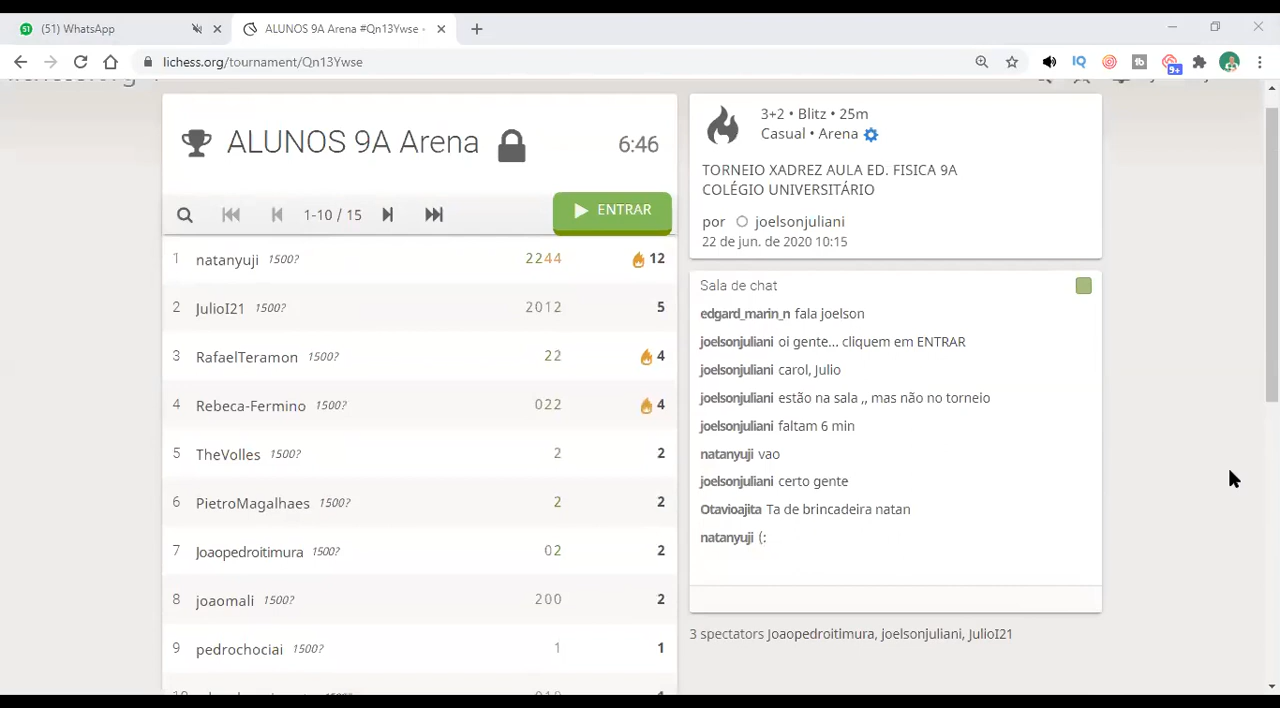 (51) WhatsApp
ALUNOS 9A Arena #Qn13Ywse -
lichess.org/tournament/Qn13Ywse
IQ
9+
ALUNOS 9A Arena
6:46
1-10 / 15
ENTRAR
1 natanyuji 1500? 2244 12
2 JulioI21 1500? 2012 5
3 RafaelTeramon 1500? 22 4
4 Rebeca-Fermino 1500? 022 4
5 TheVolles 1500? 2 2
6 PietroMagalhaes 1500? 2 2
7 Joaopedroitimura 1500? 02 2
8 joaomali 1500? 200 2
9 pedrochociai 1500? 1 1
3+2 • Blitz • 25m
Casual • Arena
TORNEIO XADREZ AULA ED. FISICA 9A
COLÉGIO UNIVERSITÁRIO
por joelsonjuliani
22 de jun. de 2020 10:15
Sala de chat
edgard_marin_n fala joelson
joelsonjuliani oi gente... cliquem em ENTRAR
joelsonjuliani carol, Julio
joelsonjuliani estão na sala ,, mas não no torneio
joelsonjuliani faltam 6 min
natanyuji vao
joelsonjuliani certo gente
Otavioajita Ta de brincadeira natan
natanyuji (:
3 spectators Joaopedroitimura, joelsonjuliani, JulioI21